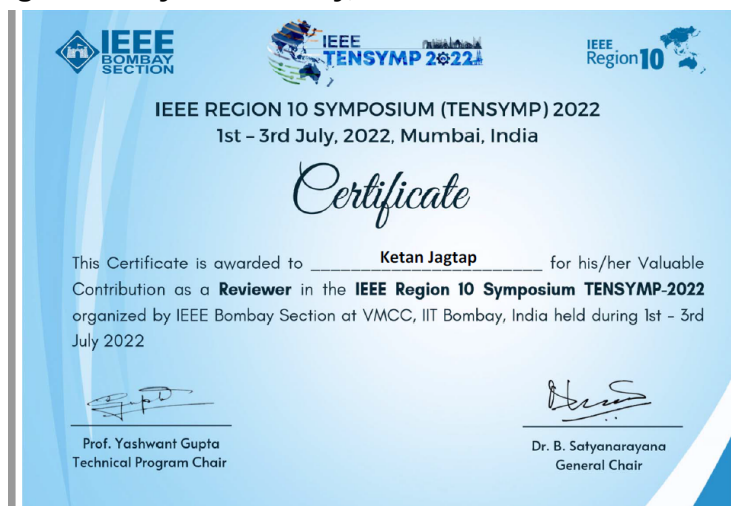 IEEE
BOMBAY
SECTION
IEEE
TENSYMP 2022
IEEE
Region 10
IEEE REGION 10 SYMPOSIUM (TENSYMP) 2022
1st – 3rd July, 2022, Mumbai, India
Certificate
This Certificate is awarded to ________________________ Ketan Jagtap for his/her Valuable
Contribution as a Reviewer in the IEEE Region 10 Symposium TENSYMP-2022
organized by IEEE Bombay Section at VMCC, IIT Bombay, India held during 1st - 3rd
July 2022
Prof. Yashwant Gupta
Technical Program Chair
Dr. B. Satyanarayana
General Chair